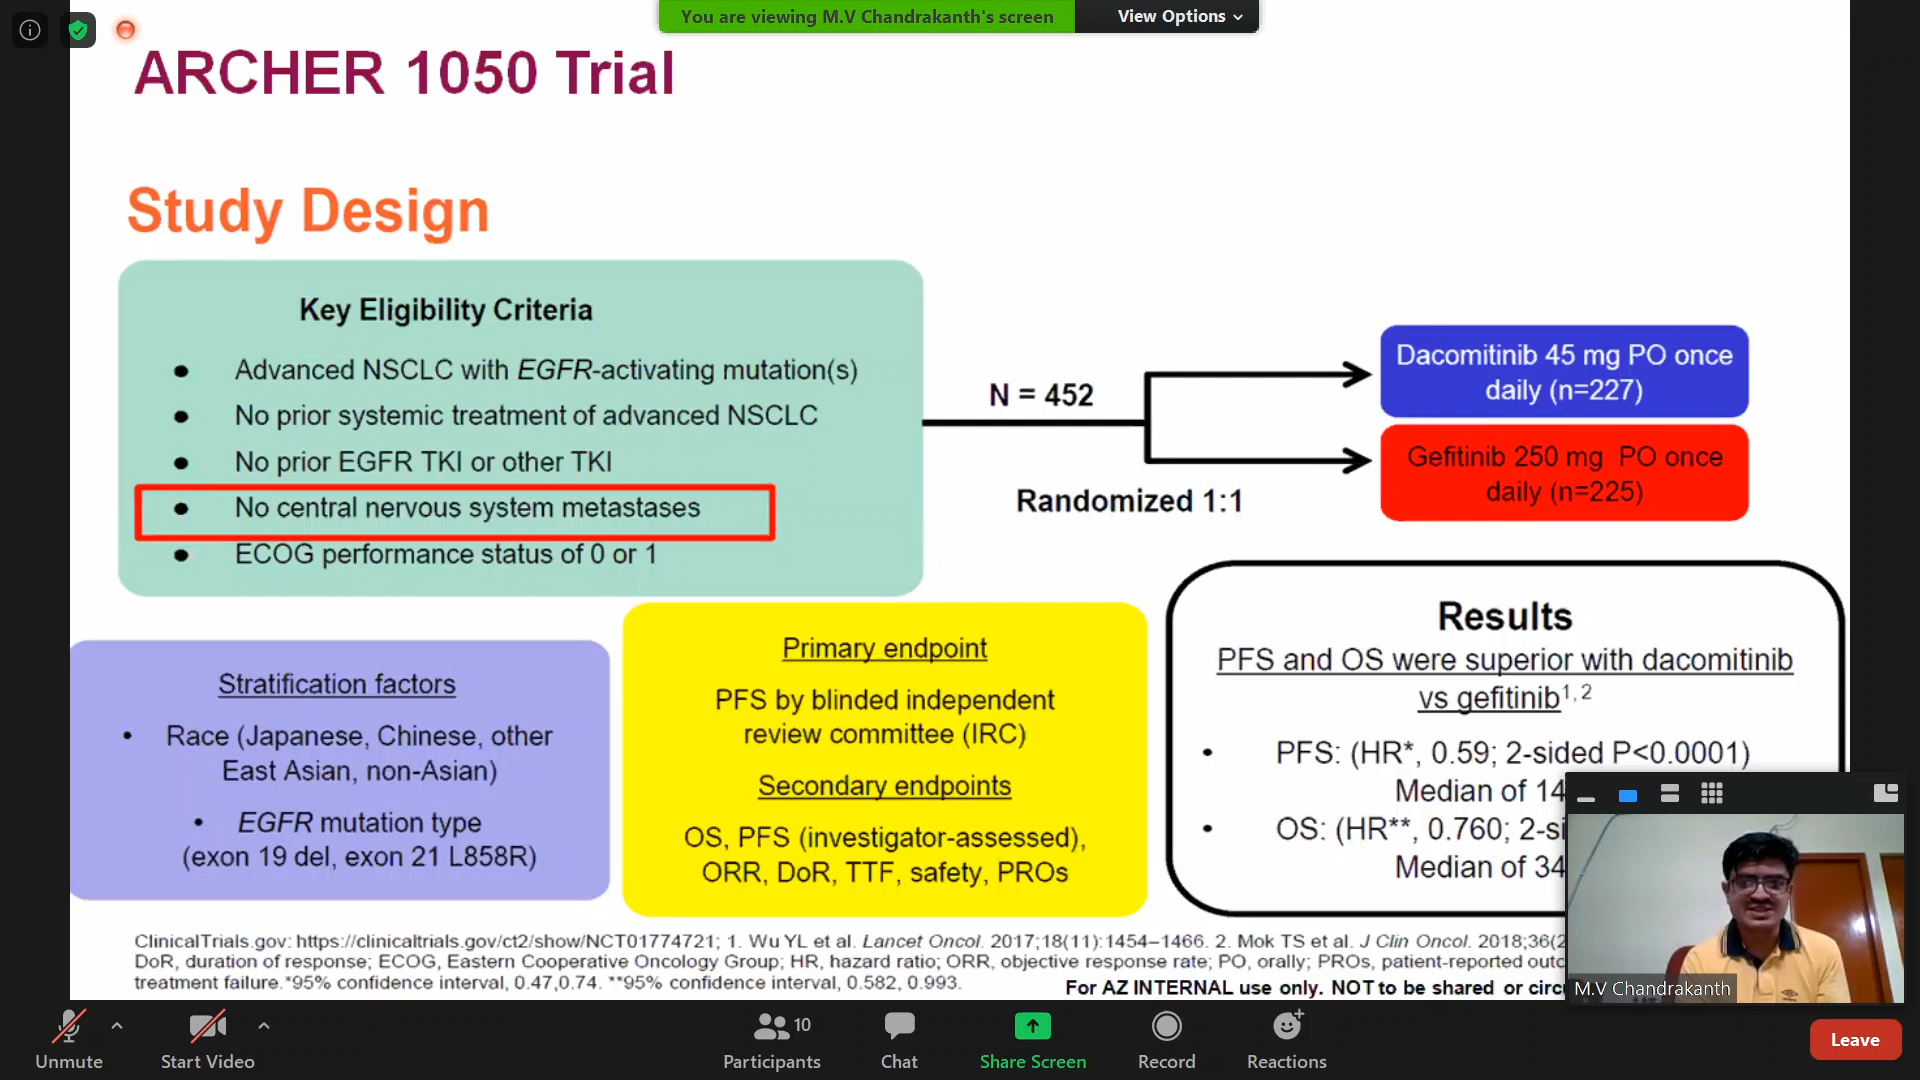 You are viewing M.V Chandrakanth's screen
View Options
ARCHER 1050 Trial
Study Design
Key Eligibility Criteria
• Advanced NSCLC with EGFR-activating mutation(s)
• No prior systemic treatment of advanced NSCLC
• No prior EGFR TKI or other TKI
• No central nervous system metastases
• ECOG performance status of 0 or 1
N = 452
Randomized 1:1
Dacomitinib 45 mg PO once
daily (n=227)
Gefitinib 250 mg PO once
daily (n=225)
Stratification factors
• Race (Japanese, Chinese, other
East Asian, non-Asian)
• EGFR mutation type
(exon 19 del, exon 21 L858R)
Primary endpoint
PFS by blinded independent
review committee (IRC)
Secondary endpoints
OS, PFS (investigator-assessed),
ORR, DoR, TTF, safety, PROs
Results
PFS and OS were superior with dacomitinib
vs gefitinib1,2
• PFS: (HR*, 0.59; 2-sided P<0.0001)
Median of 14
• OS: (HR**, 0.760; 2-si
Median of 34
ClinicalTrials.gov: https://clinicaltrials.gov/ct2/show/NCT01774721; 1. Wu YL et al. Lancet Oncol. 2017;18(11):1454–1466. 2. Mok TS et al. J Clin Oncol. 2018;36(2
DoR, duration of response; ECOG, Eastern Cooperative Oncology Group; HR, hazard ratio; ORR, objective response rate; PO, orally; PROs, patient-reported outc
treatment failure.*95% confidence interval, 0.47,0.74. **95% confidence interval, 0.582, 0.993.
For AZ INTERNAL use only. NOT to be shared or circu
M.V Chandrakanth
Unmute
Start Video
10
Participants
Chat
Share Screen
Record
Reactions
Leave